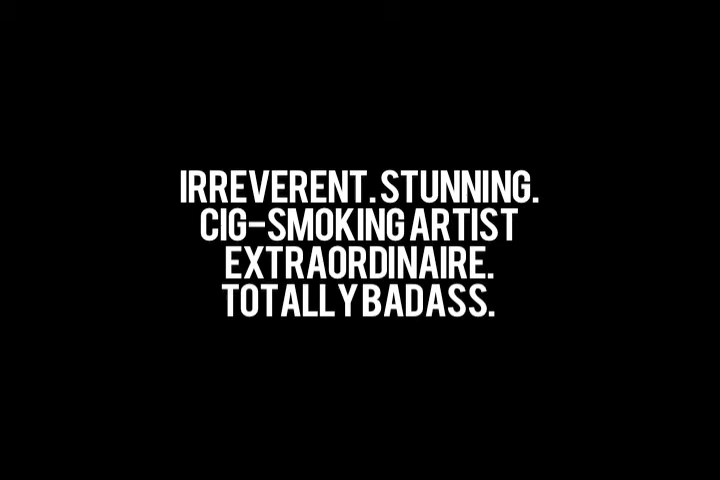 IRREVERENT. STUNNING.
CIG-SMOKING ARTIST
EXTRAORDINAIRE.
TOTALLY BADASS.